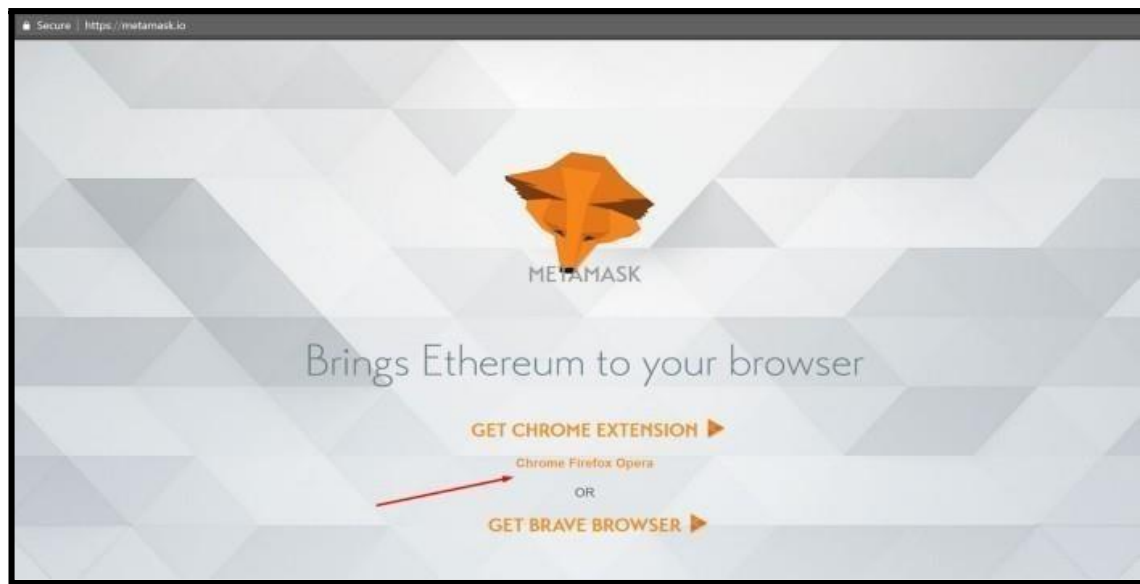 Secure | https://metamask.io
METAMASK
Brings Ethereum to your browser
GET CHROME EXTENSION
Chrome Firefox Opera
OR
GET BRAVE BROWSER